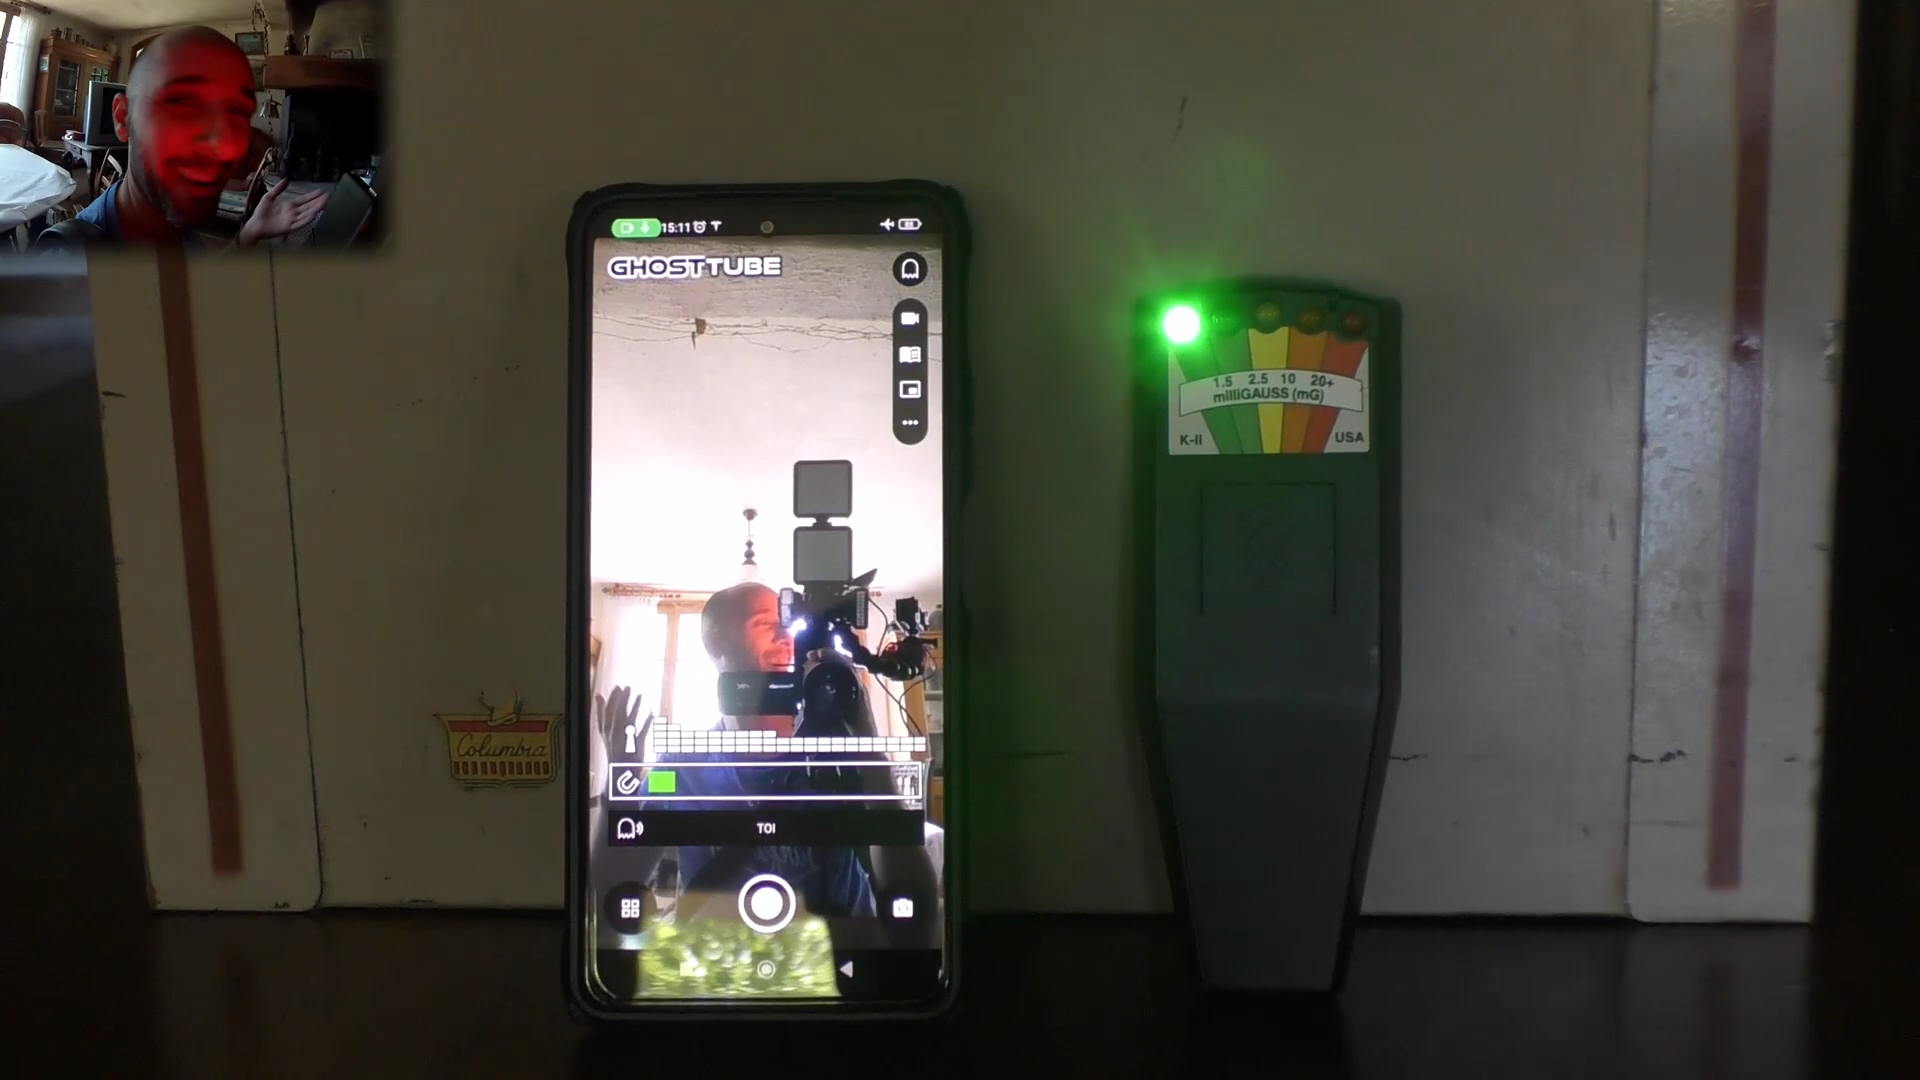 15:11
GHOSTTUBE
TOI
Columbia
1.5 2.5 10 20+
milliGAUSS (mG)
K-II USA